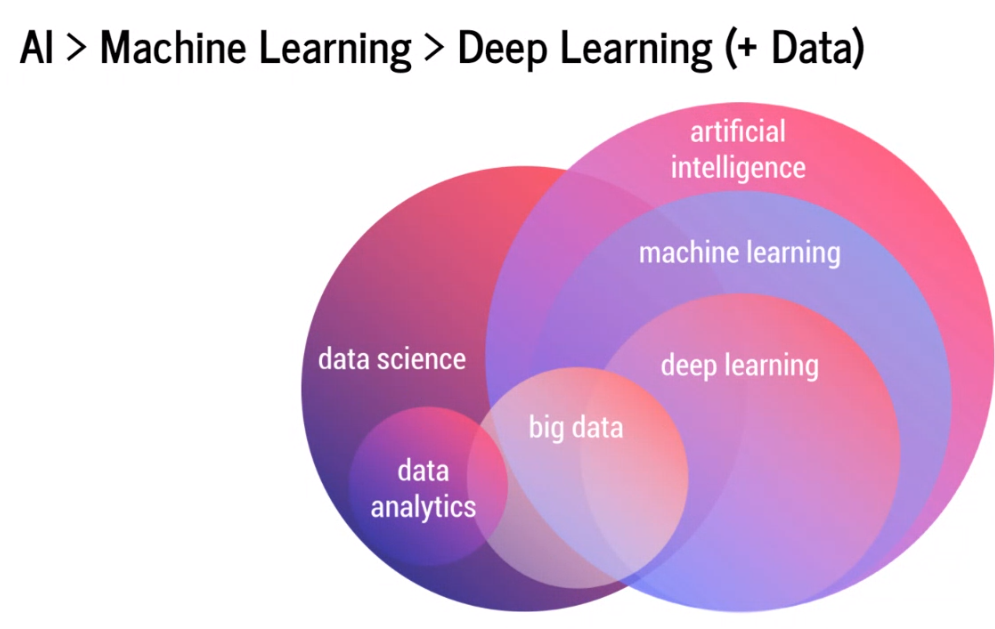 AI > Machine Learning > Deep Learning (+ Data)
artificial
intelligence
machine learning
data science
deep learning
big data
data
analytics